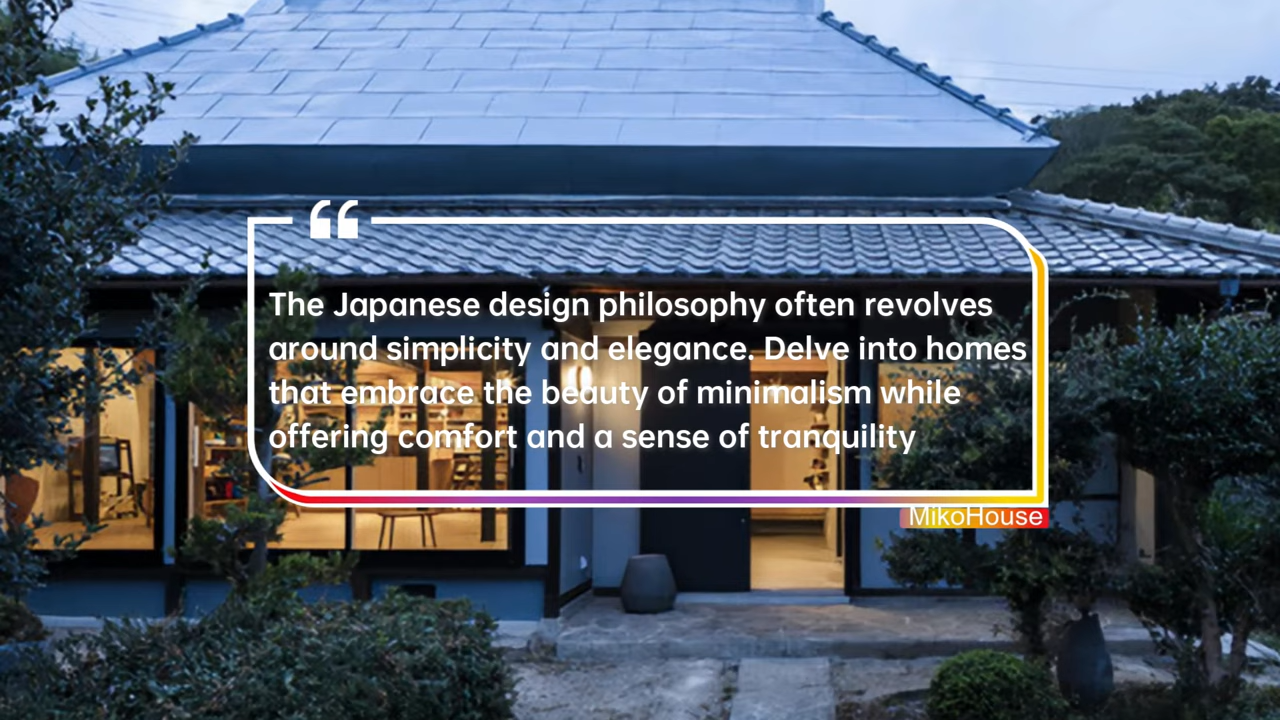 The Japanese design philosophy often revolves
around simplicity and elegance. Delve into homes
that embrace the beauty of minimalism while
offering comfort and a sense of tranquility
MikoHouse